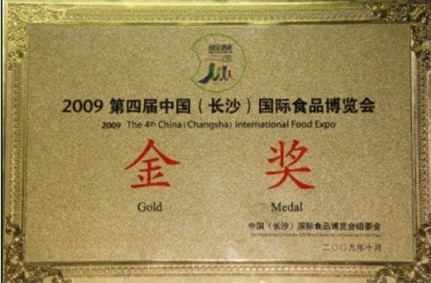 2009 第四届中国（长沙）国际食品博览会
2009 The 4th China(Changsha) International Food Expo
金 奖
Gold Medal
中国（长沙）国际食品博览会组委会
二〇〇九年十月